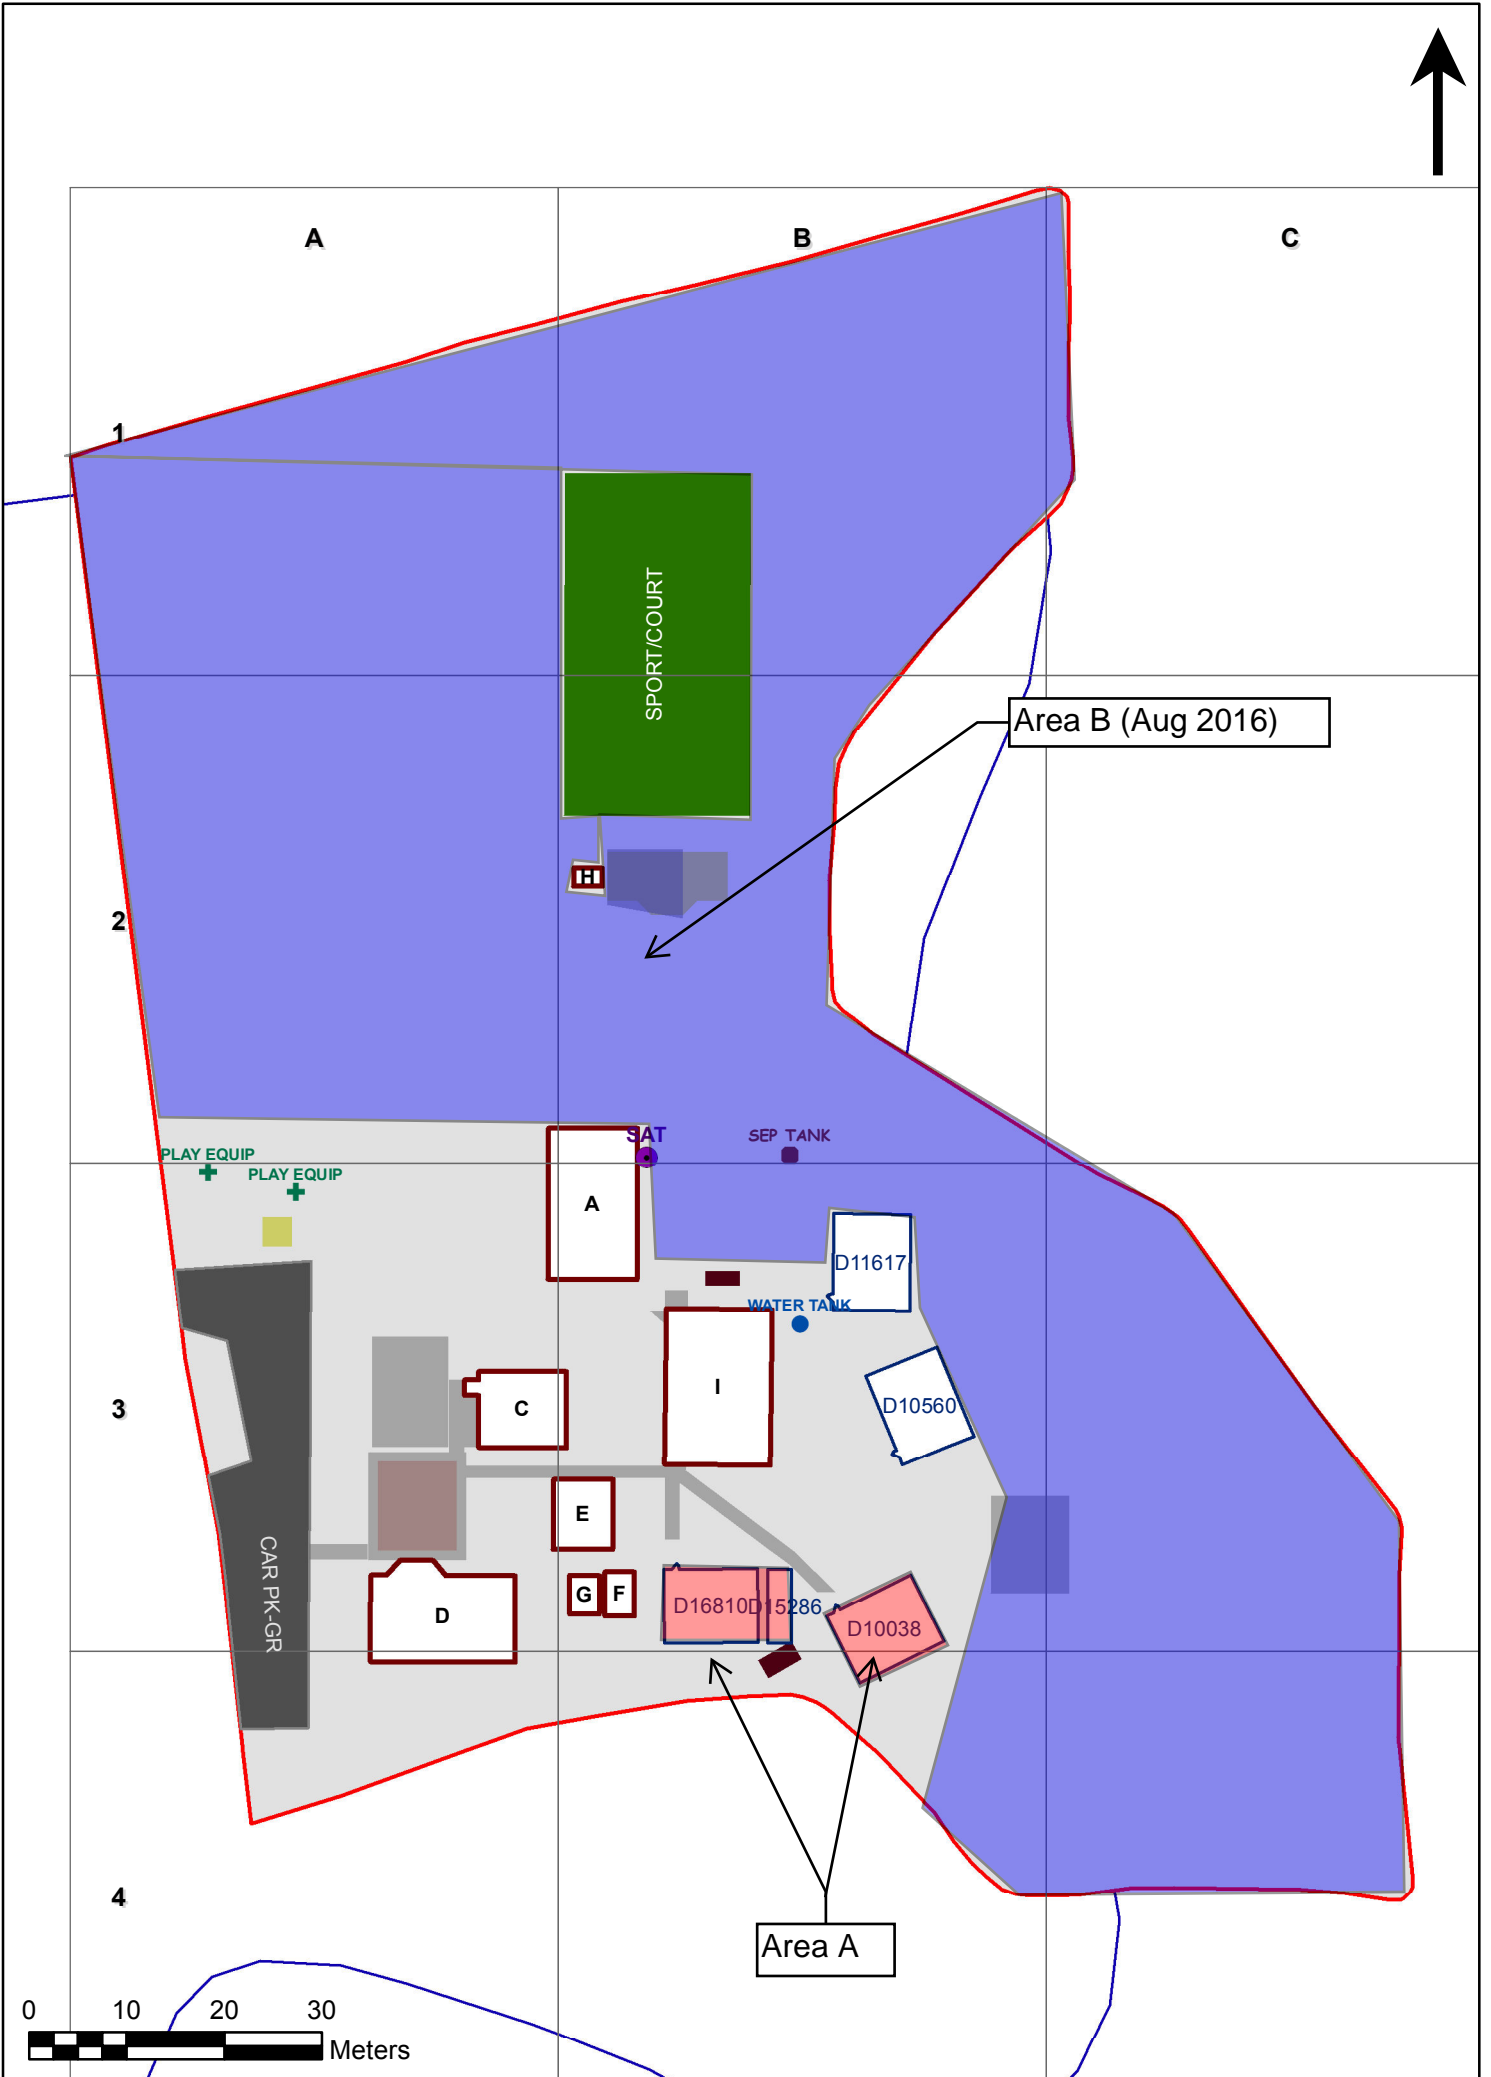 A
B
C
1
SPORT/COURT
Area B (Aug 2016)
H
2
SAT
SEP TANK
PLAY EQUIP
PLAY EQUIP
A
D11617
WATER TANK
I
C
D10560
3
E
CAR PK-GR
G
F
D16810
D15286
D
D10038
4
Area A
0 10 20 30
Meters